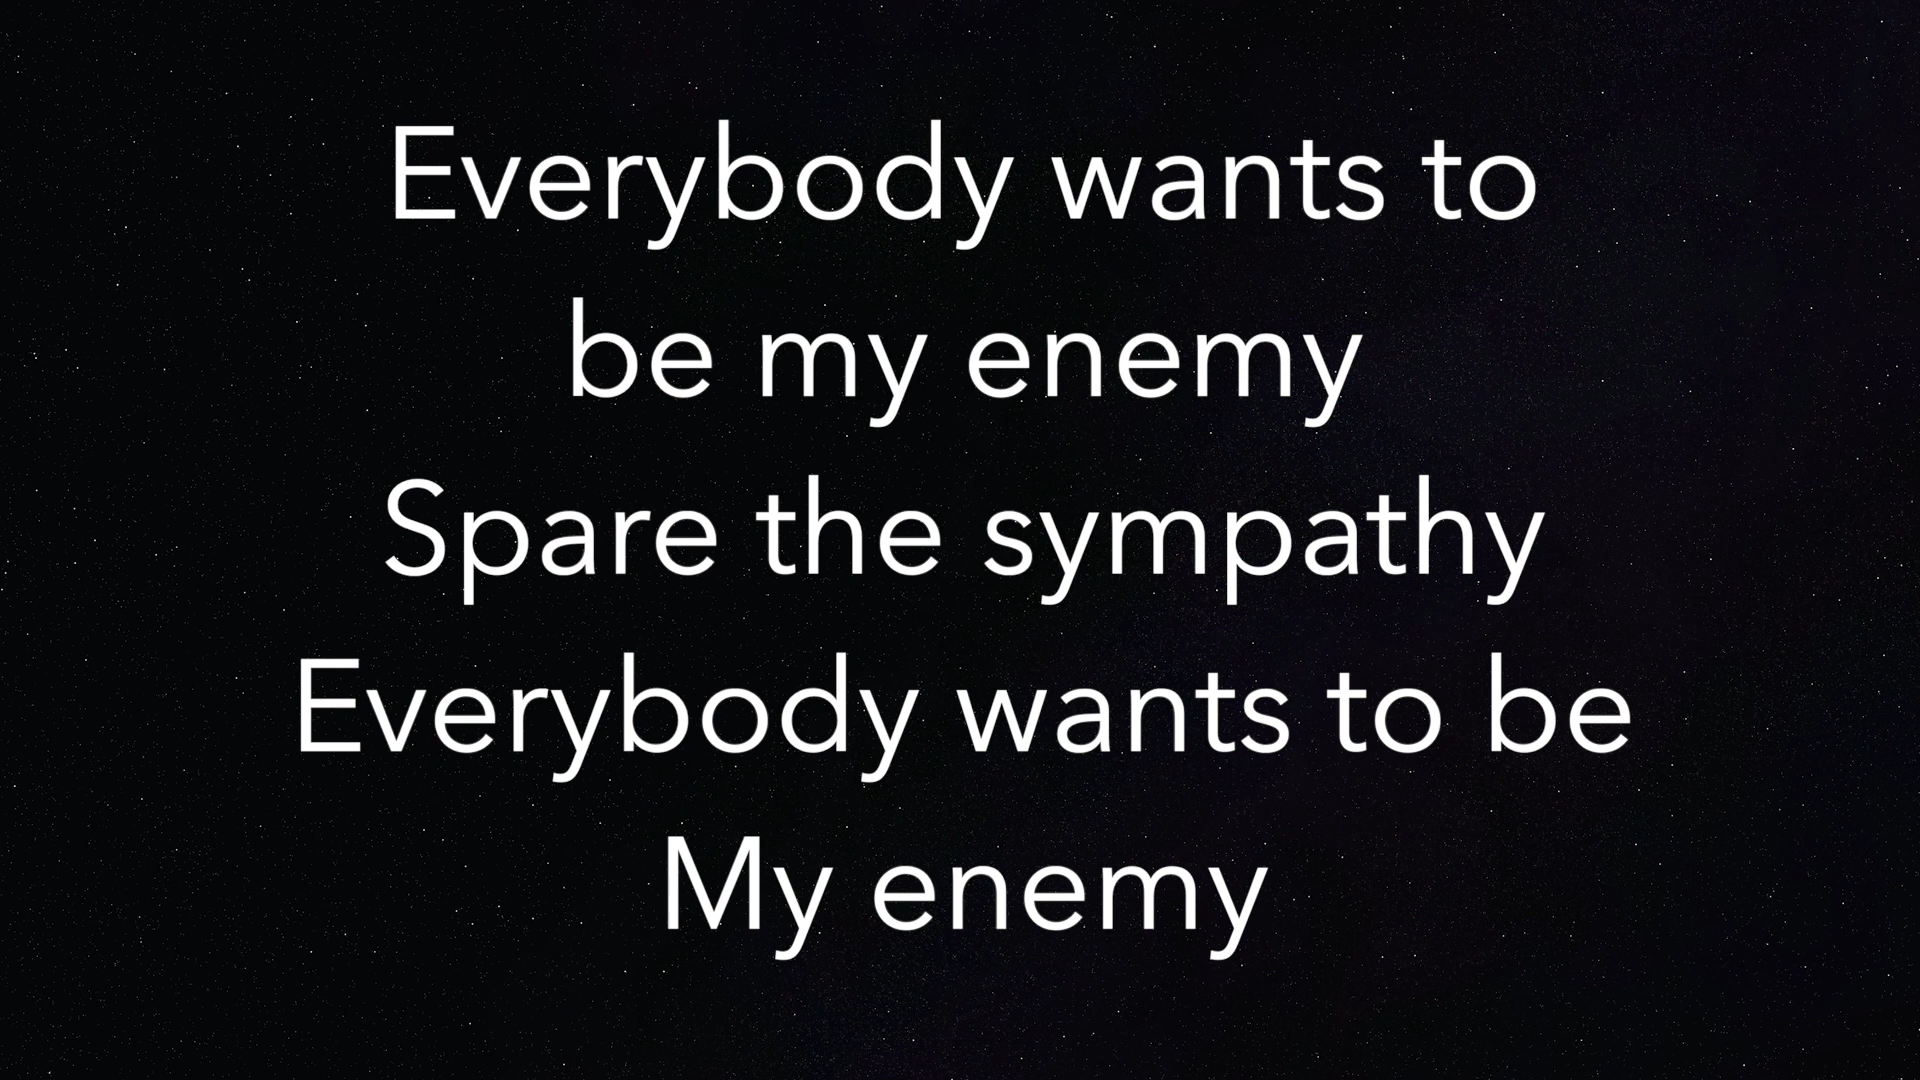 Everybody wants to
be my enemy
Spare the sympathy
Everybody wants to be
My enemy